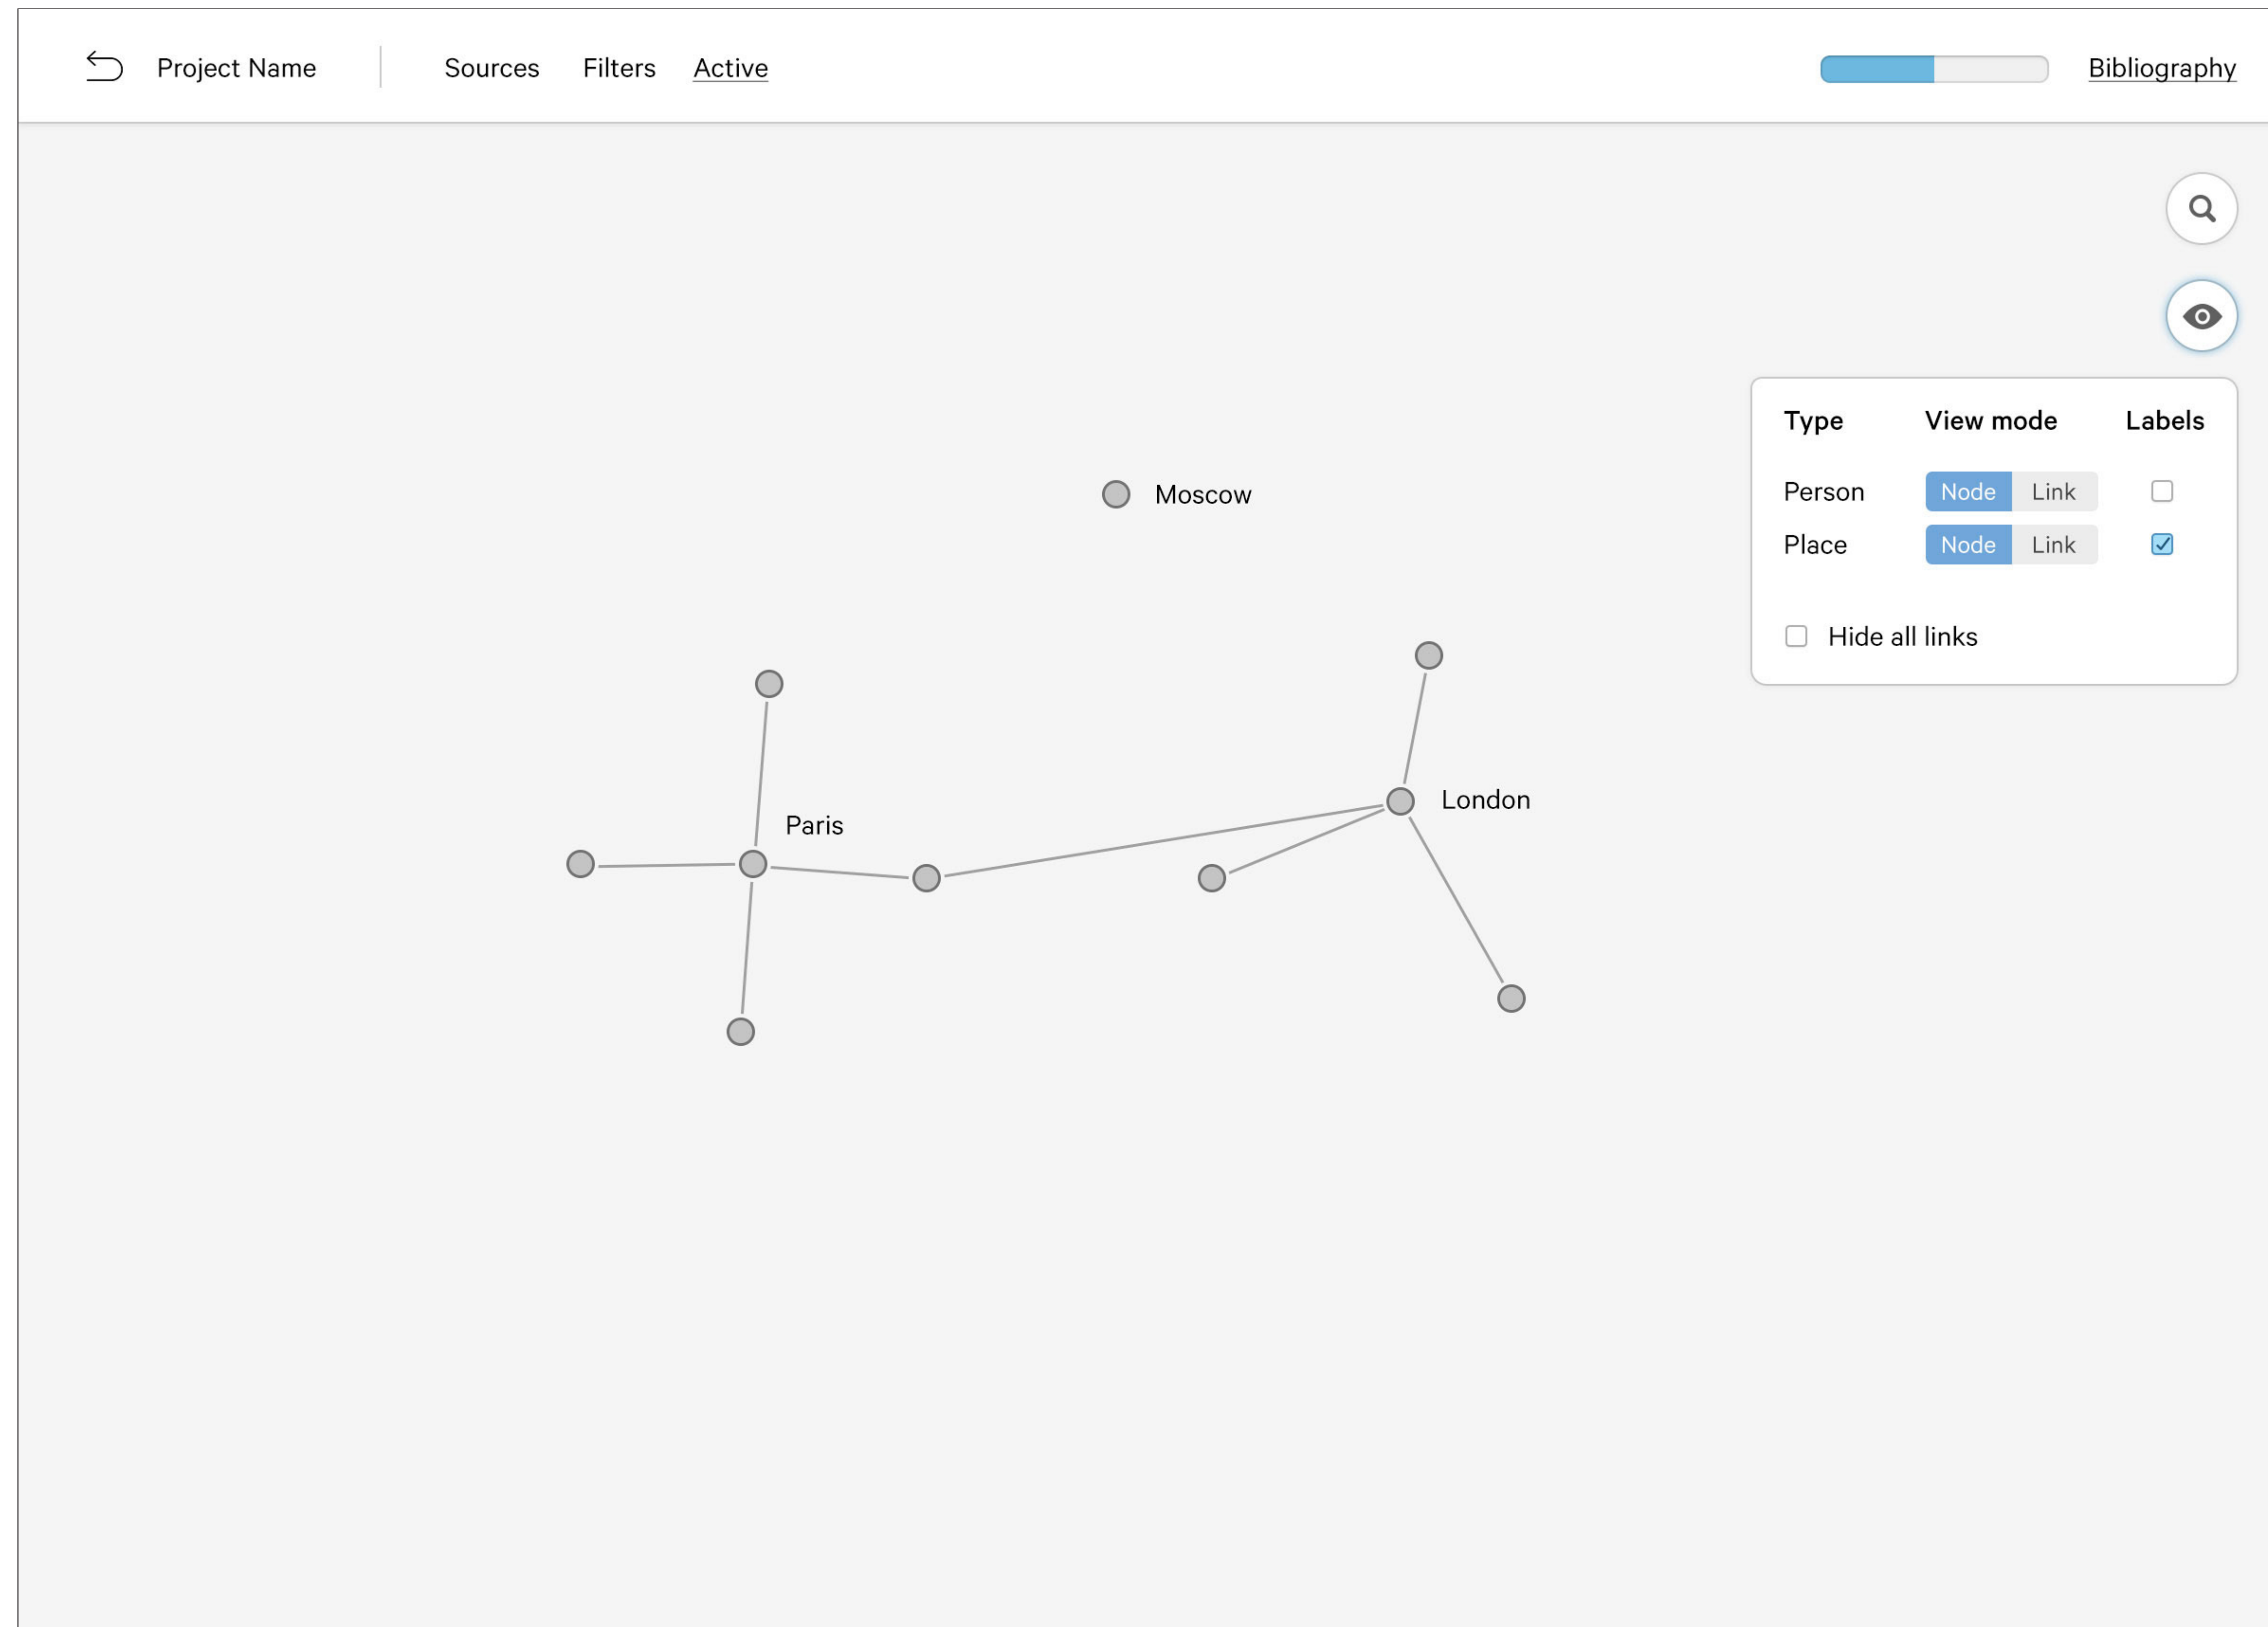 Project Name Sources Filters Active Bibliography
Type View mode Labels
Person Node Link
Place Node Link
Hide all links
Moscow
London
Paris